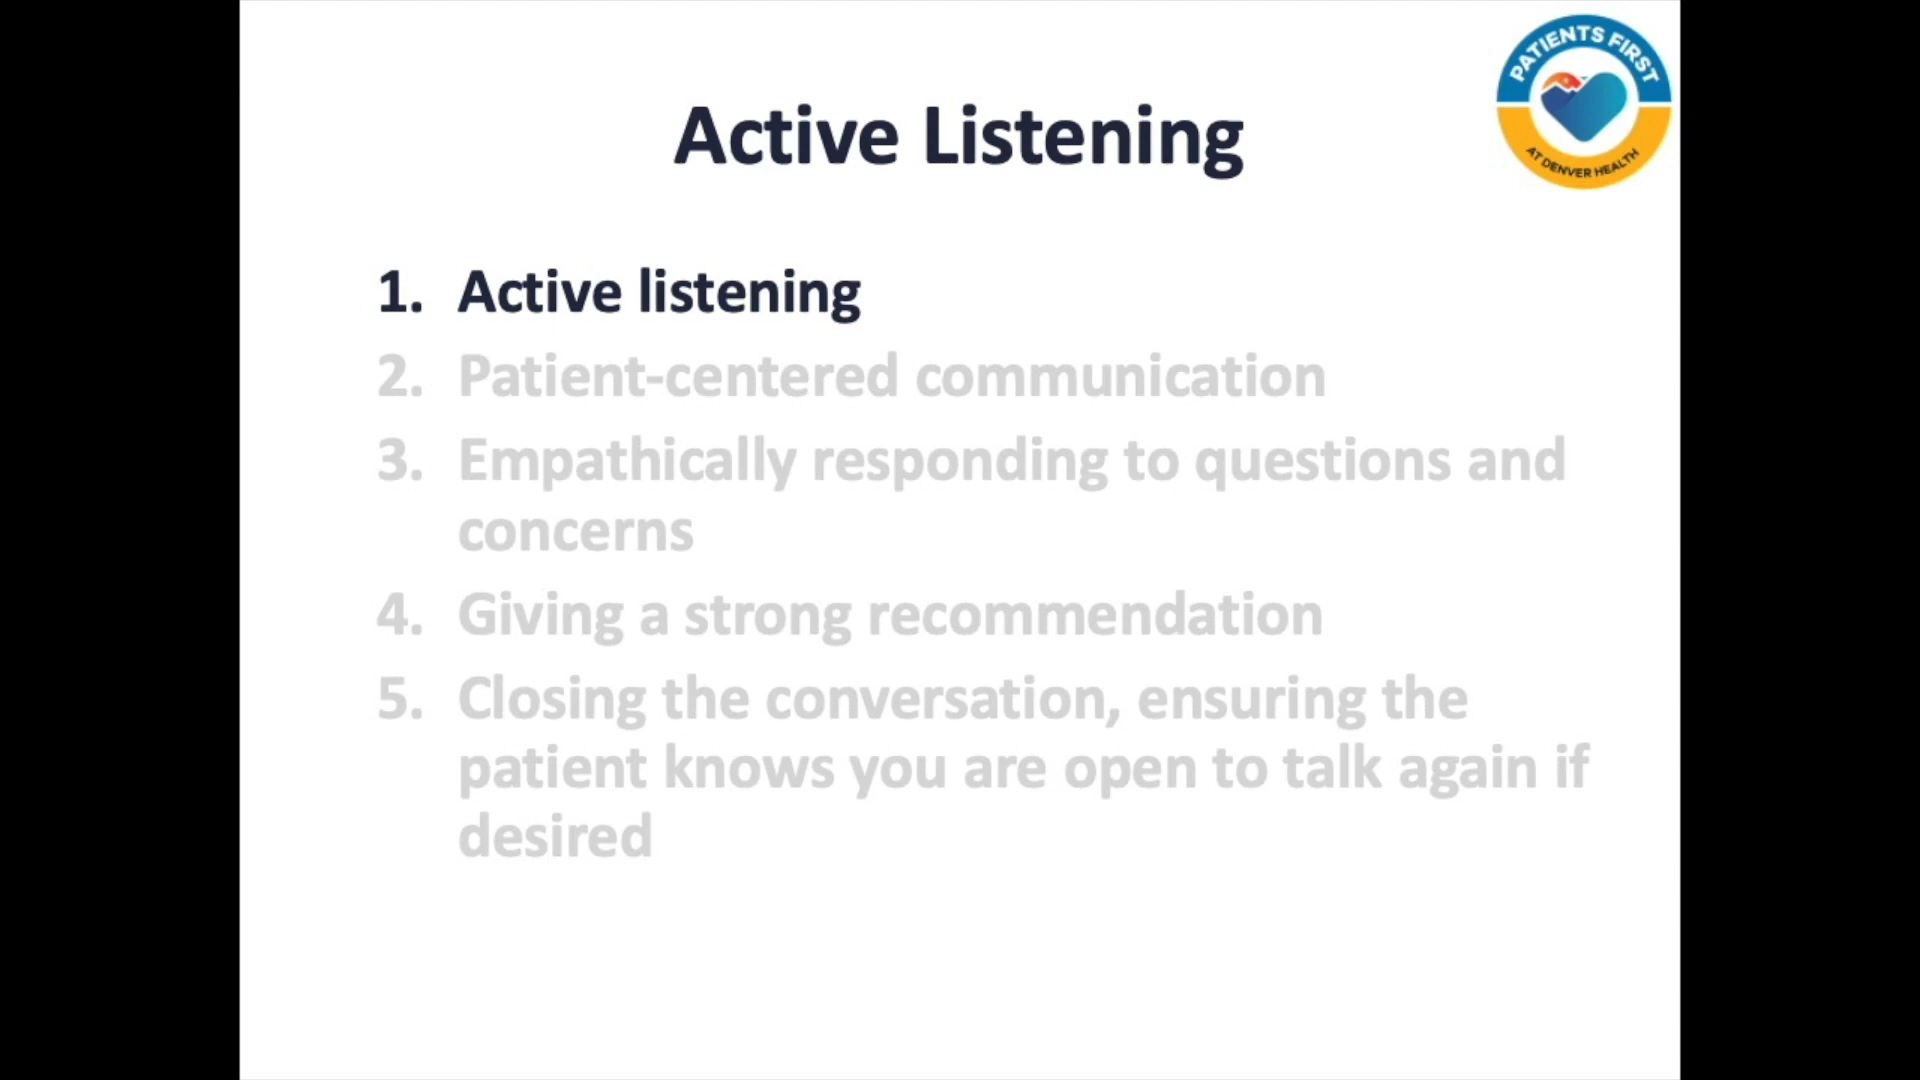 PATIENTS FIRST
AT DENVER HEALTH
Active Listening
1. Active listening
2. Patient-centered communication
3. Empathically responding to questions and
concerns
4. Giving a strong recommendation
5. Closing the conversation, ensuring the
patient knows you are open to talk again if
desired